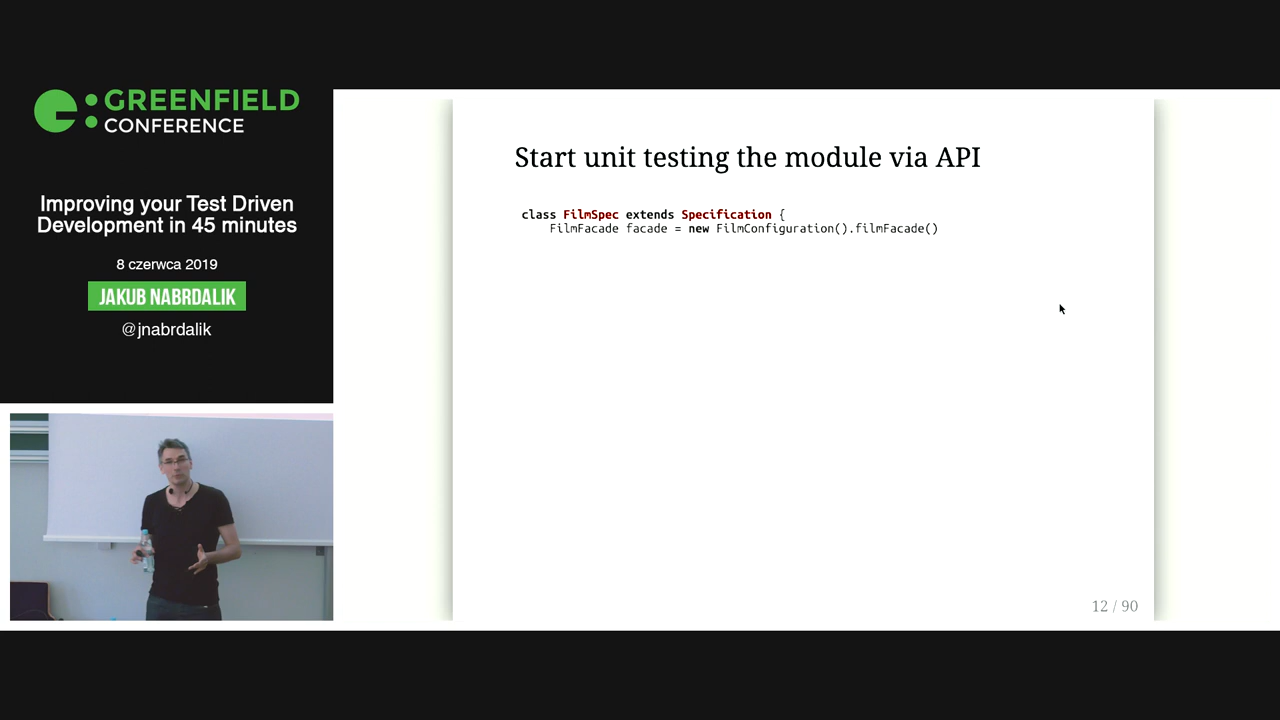 GREENFIELD
CONFERENCE
Improving your Test Driven
Development in 45 minutes
8 czerwca 2019
JAKUB NABRDALIK
@jnabrdalik
Start unit testing the module via API
class FilmSpec extends Specification {
    FilmFacade facade = new FilmConfiguration().filmFacade()
12 / 90